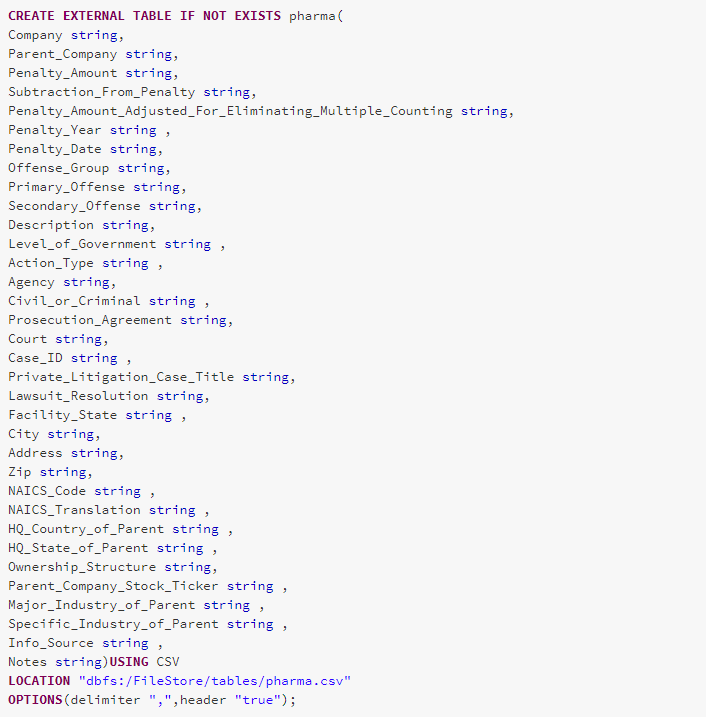 CREATE EXTERNAL TABLE IF NOT EXISTS pharma(
Company string,
Parent_Company string,
Penalty_Amount string,
Subtraction_From_Penalty string,
Penalty_Amount_Adjusted_For_Eliminating_Multiple_Counting string,
Penalty_Year string ,
Penalty_Date string,
Offense_Group string,
Primary_Offense string,
Secondary_Offense string,
Description string,
Level_of_Government string ,
Action_Type string ,
Agency string,
Civil_or_Criminal string ,
Prosecution_Agreement string,
Court string,
Case_ID string ,
Private_Litigation_Case_Title string,
Lawsuit_Resolution string,
Facility_State string ,
City string,
Address string,
Zip string,
NAICS_Code string ,
NAICS_Translation string ,
HQ_Country_of_Parent string ,
HQ_State_of_Parent string ,
Ownership_Structure string,
Parent_Company_Stock_Ticker string ,
Major_Industry_of_Parent string ,
Specific_Industry_of_Parent string ,
Info_Source string ,
Notes string)USING CSV
LOCATION "dbfs:/FileStore/tables/pharma.csv"
OPTIONS(delimiter ",",header "true");